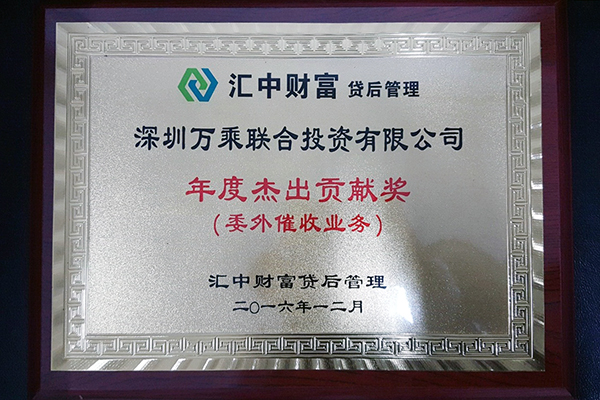 汇中财富 贷后管理
深圳万乘联合投资有限公司
年度杰出贡献奖
(委外催收业务)
汇中财富贷后管理
二〇一六年一二月